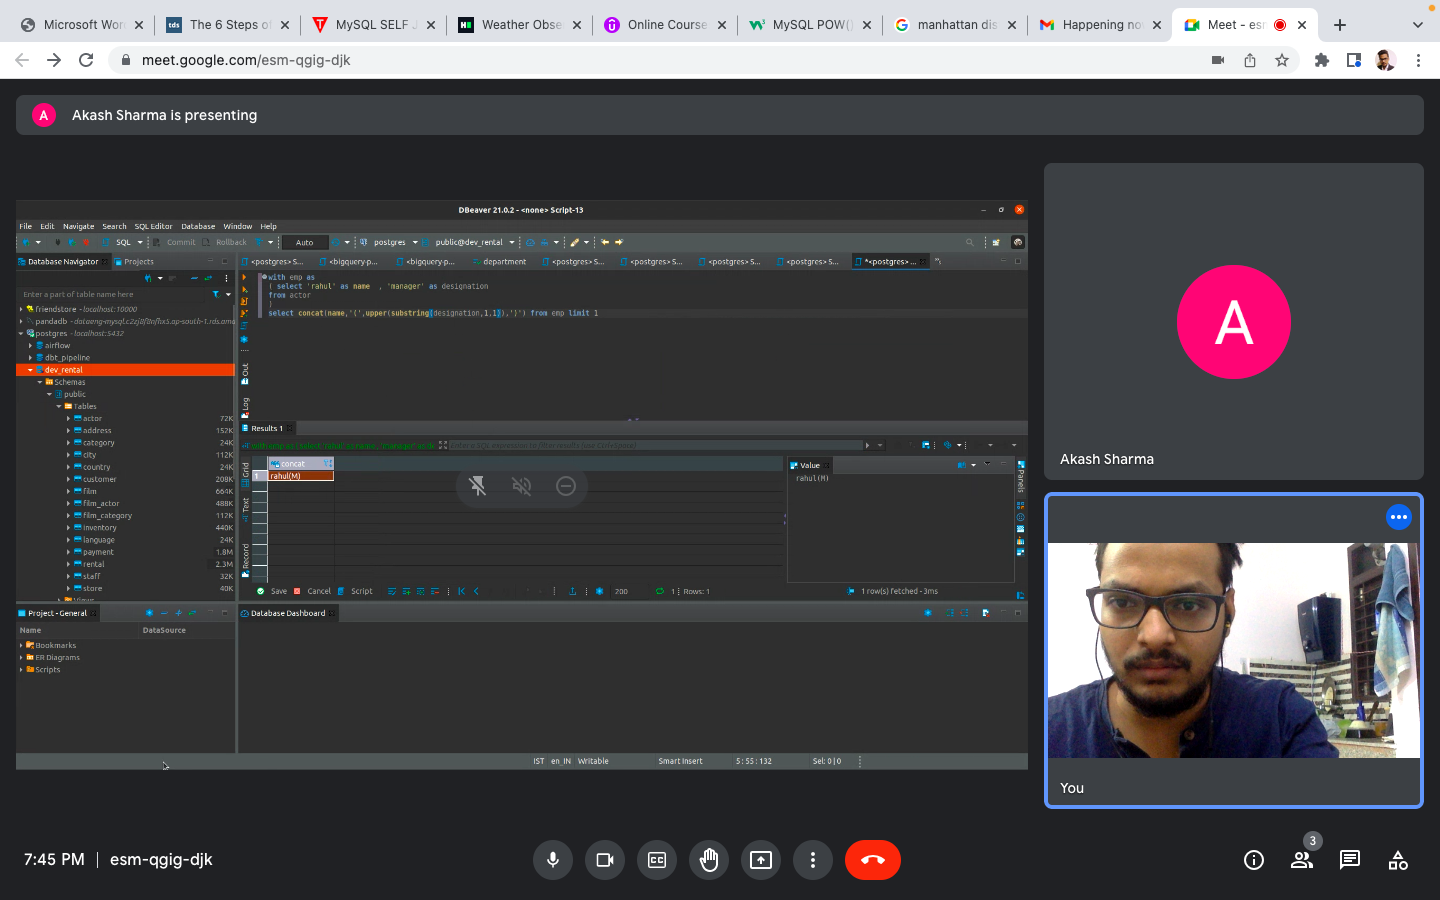 Microsoft Wor
The 6 Steps of
MySQL SELF J
Weather Obse
Online Course
MySQL POW()
manhattan dis
Happening no
Meet - esm
meet.google.com/esm-qgig-djk
A
Akash Sharma is presenting
DBeaver 21.0.2 - <none> Script-13
File Edit Navigate Search SQL Editor Database Window Help
SQL Commit Rollback Auto postgres public@dev_rental
Database Navigator Projects
<postgres> S... <bigquery-p... <bigquery-p... department <postgres> S... <postgres> S... <postgres> S... <postgres> S... *<postgres> ...
Enter a part of table name here
friendstore - localhost:10000
pandadb
postgres - localhost:5432
airflow
dbt_pipeline
dev_rental
Schemas
public
Tables
actor 72K
address 152K
category 24K
city 112K
country 24K
customer 208K
film 664K
film_actor 488K
film_category 112K
inventory 440K
language 24K
payment 1.8M
rental 2.3M
staff 32K
store 40K
Views
with emp as
( select 'rahul' as name , 'manager' as designation
from actor
)
select concat(name,'(',upper(substring(designation,1,1)),')') from emp limit 1
Out
Log
Results 1
Grid
Text
Record
concat
1 rahul(M)
Value
rahul(M)
Panels
Save Cancel Script 200 1 Rows: 1 1 row(s) fetched - 3ms
Project - General
Name DataSource
Bookmarks
ER Diagrams
Scripts
Database Dashboard
IST en_IN Writable Smart Insert 5 : 55 : 132 Sel: 0 | 0
A
Akash Sharma
You
7:45 PM | esm-qgig-djk
CC
3